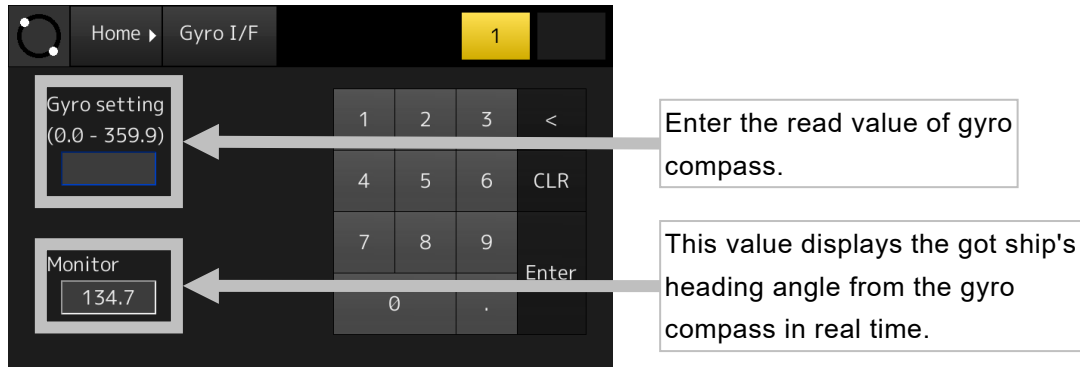 Home Gyro I/F 1
Gyro setting
(0.0 - 359.9)
1 2 3 <
4 5 6 CLR
7 8 9
Enter
0 .
Monitor
134.7
Enter the read value of gyro
compass.
This value displays the got ship's
heading angle from the gyro
compass in real time.